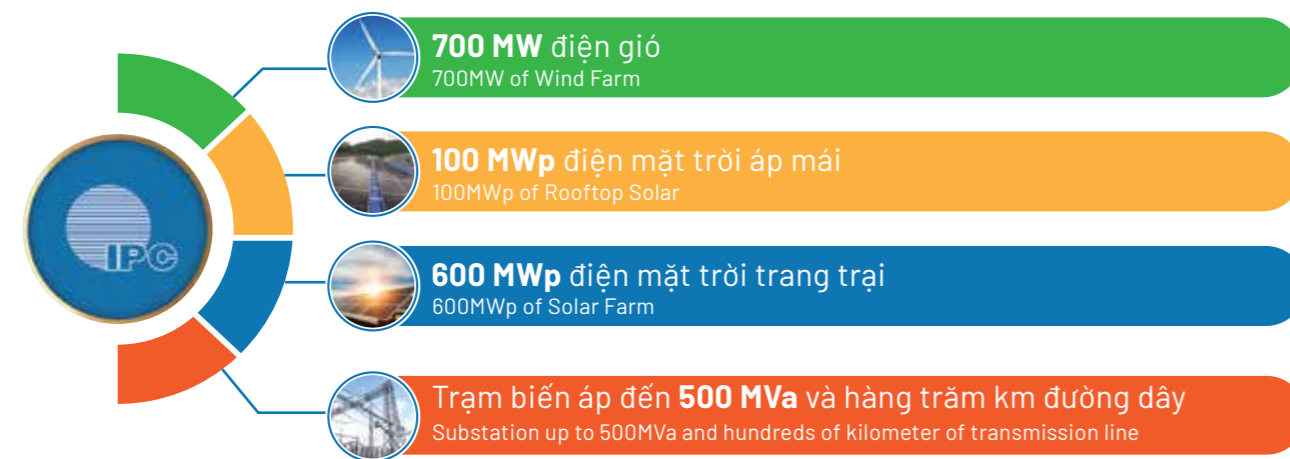 IPC
700 MW điện gió
700MW of Wind Farm
100 MWp điện mặt trời áp mái
100MWp of Rooftop Solar
600 MWp điện mặt trời trang trại
600MWp of Solar Farm
Trạm biến áp đến 500 MVa và hàng trăm km đường dây
Substation up to 500MVa and hundreds of kilometer of transmission line